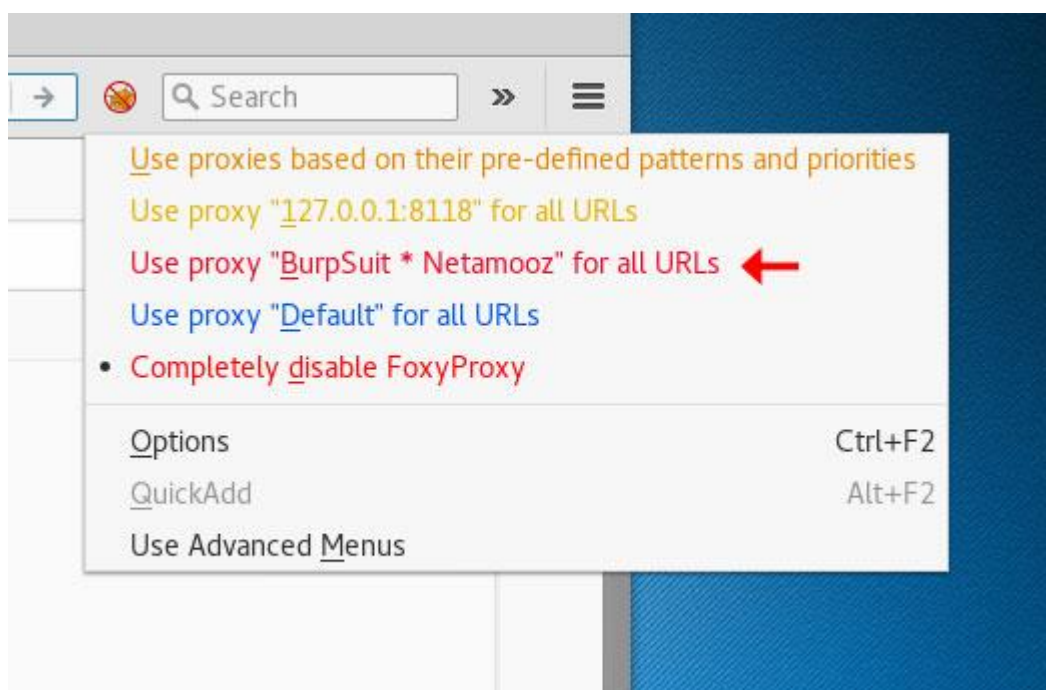 Search
Use proxies based on their pre-defined patterns and priorities
Use proxy "127.0.0.1:8118" for all URLs
Use proxy "BurpSuit * Netamooz" for all URLs
Use proxy "Default" for all URLs
Completely disable FoxyProxy
Options Ctrl+F2
QuickAdd Alt+F2
Use Advanced Menus